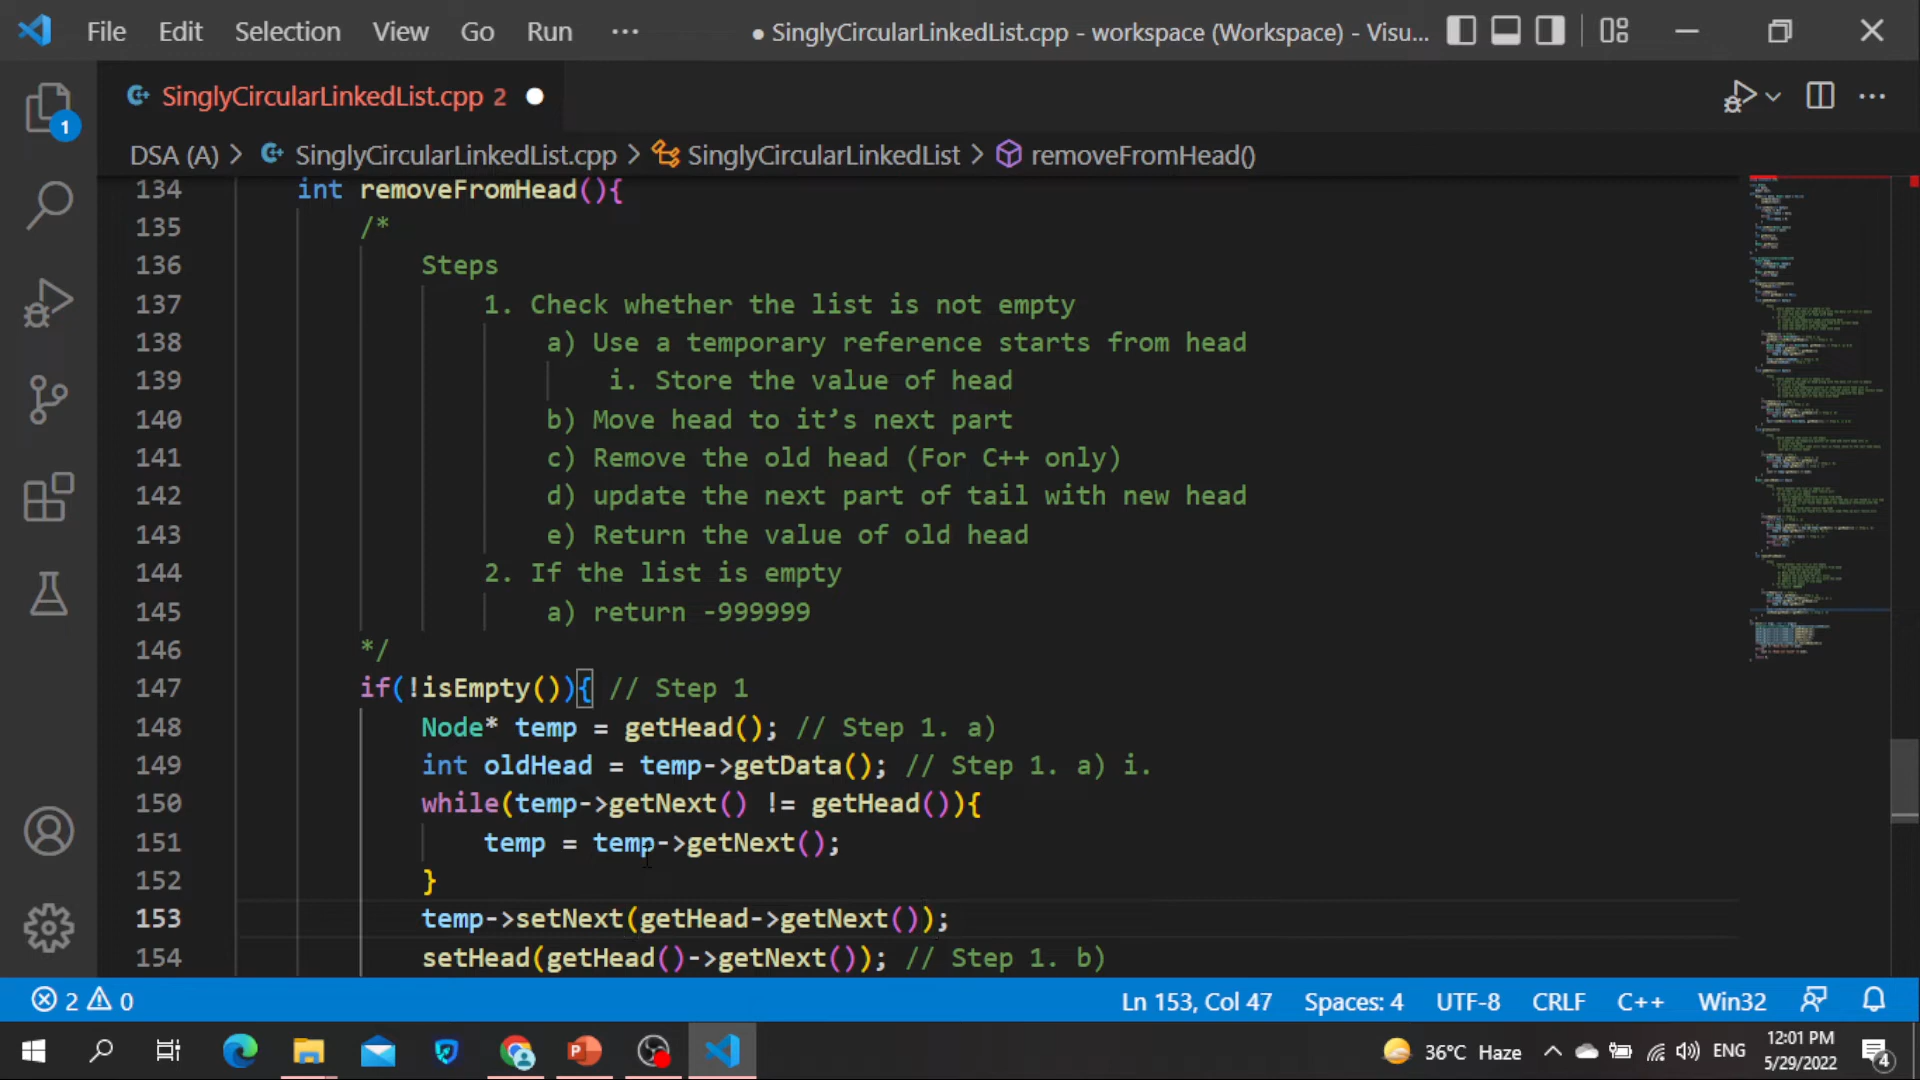 File Edit Selection View Go Run ··· ● SinglyCircularLinkedList.cpp - workspace (Workspace) - Visu...
SinglyCircularLinkedList.cpp 2
1
DSA (A) > SinglyCircularLinkedList.cpp > SinglyCircularLinkedList > removeFromHead()
134 int removeFromHead(){
135 /*
136 Steps
137 1. Check whether the list is not empty
138 a) Use a temporary reference starts from head
139 i. Store the value of head
140 b) Move head to it’s next part
141 c) Remove the old head (For C++ only)
142 d) update the next part of tail with new head
143 e) Return the value of old head
144 2. If the list is empty
145 a) return -999999
146 */
147 if(!isEmpty()){ // Step 1
148 Node* temp = getHead(); // Step 1. a)
149 int oldHead = temp->getData(); // Step 1. a) i.
150 while(temp->getNext() != getHead()){
151 temp = temp->getNext();
152 }
153 temp->setNext(getHead->getNext());
154 setHead(getHead()->getNext()); // Step 1. b)
2 0 Ln 153, Col 47 Spaces: 4 UTF-8 CRLF C++ Win32
36°C Haze ENG 12:01 PM
5/29/2022 4